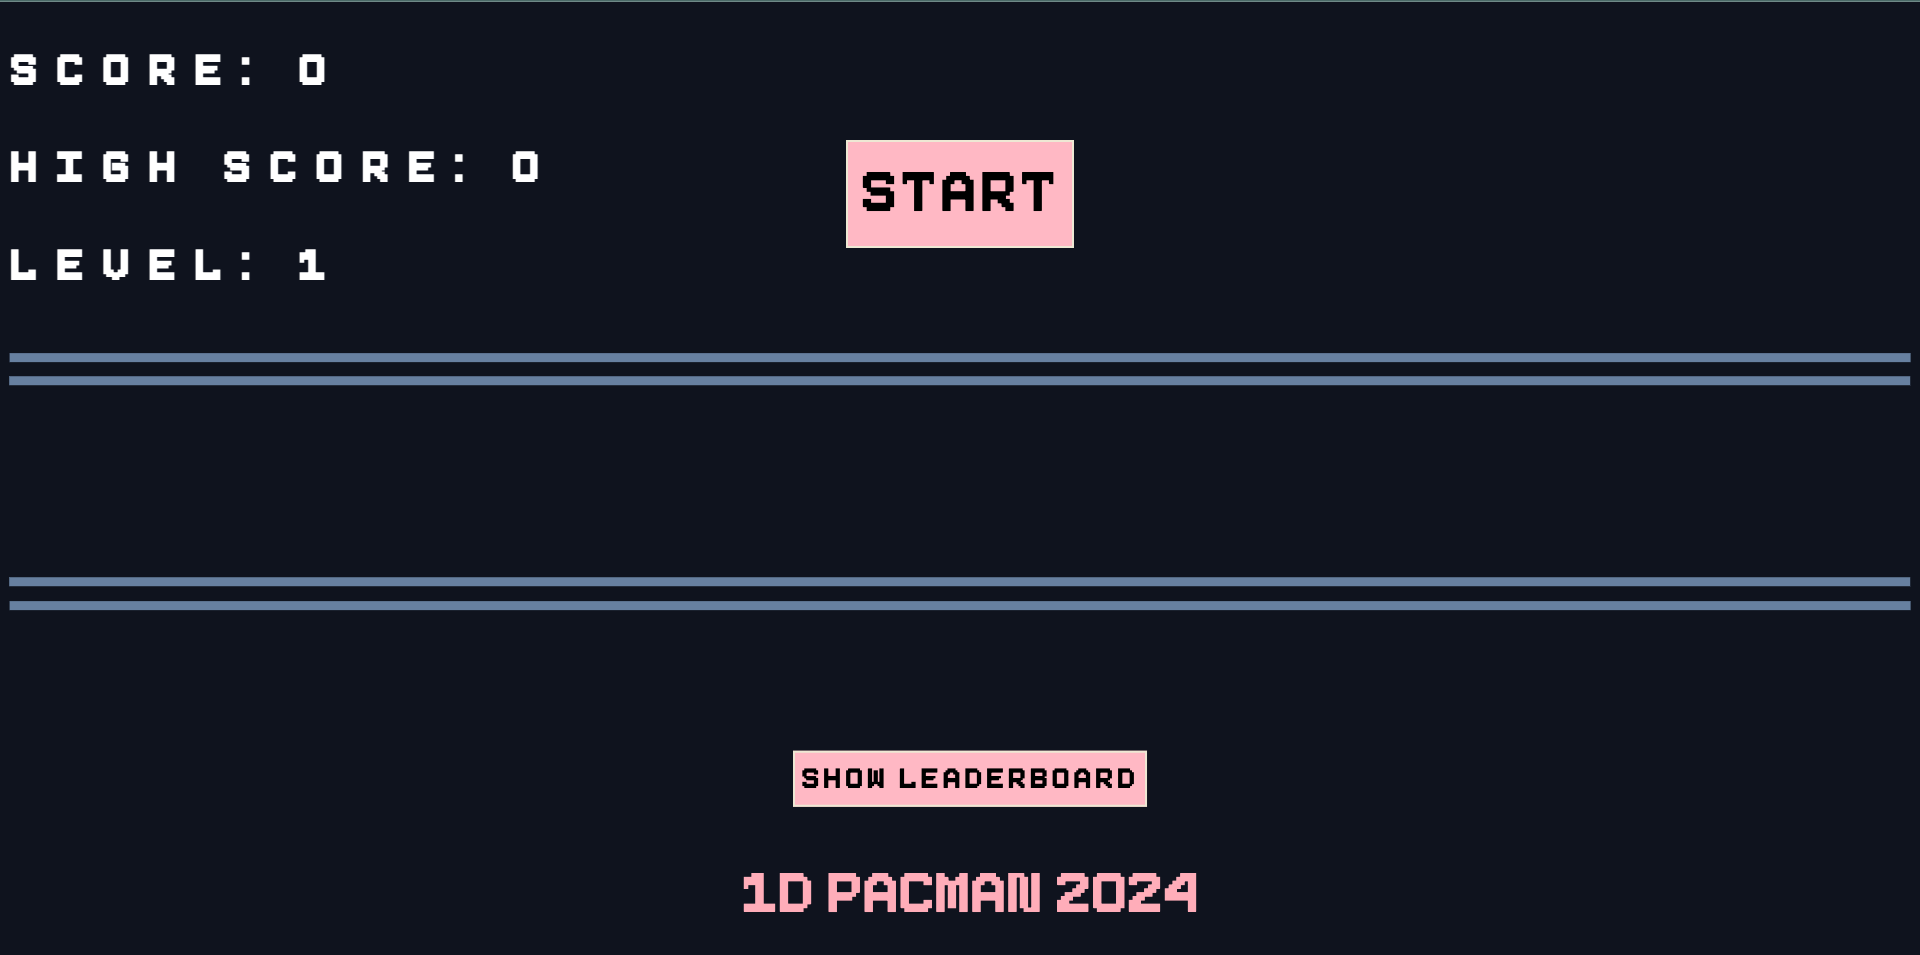 SCORE: 0
HIGH SCORE: 0
START
LEVEL: 1
SHOW LEADERBOARD
1D PACMAN 2024